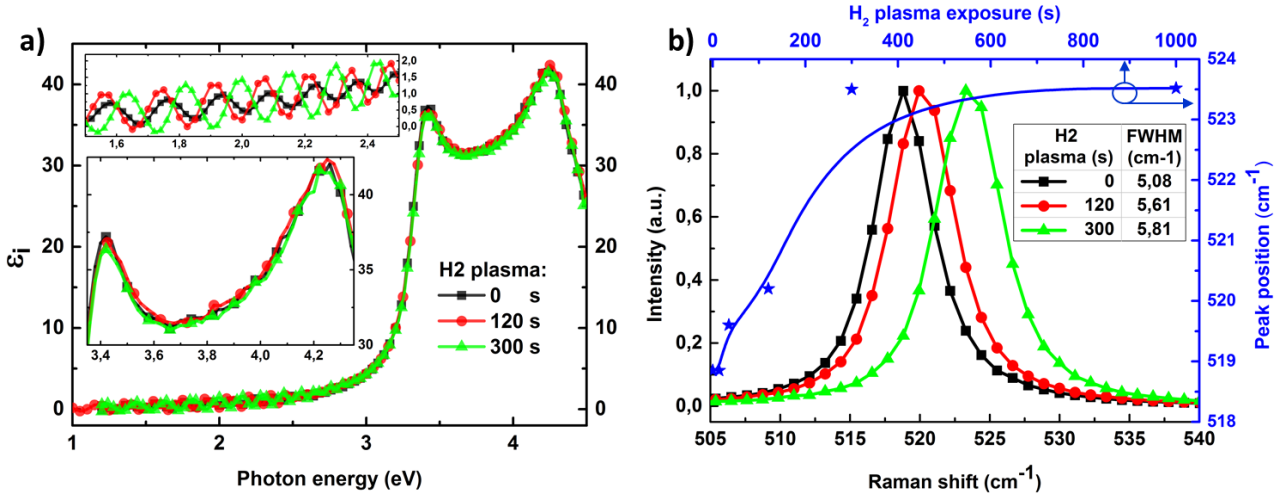 a)
40
30
20
10
0
εi
40
30
20
10
0
2,0
1,5
1,0
0,5
0,0
1,6 1,8 2,0 2,2 2,4
40
35
30
3,4 3,6 3,8 4,0 4,2
H2 plasma:
0 s
120 s
300 s
1 2 3 4
Photon energy (eV)
b)
H2 plasma exposure (s)
0 200 400 600 800 1000
1,0
0,8
0,6
0,4
0,2
0,0
Intensity (a.u.)
H2 FWHM
plasma (s) (cm-1)
0 5,08
120 5,61
300 5,81
524
523
522
521
520
519
518
Peak position (cm-1)
505 510 515 520 525 530 535 540
Raman shift (cm-1)